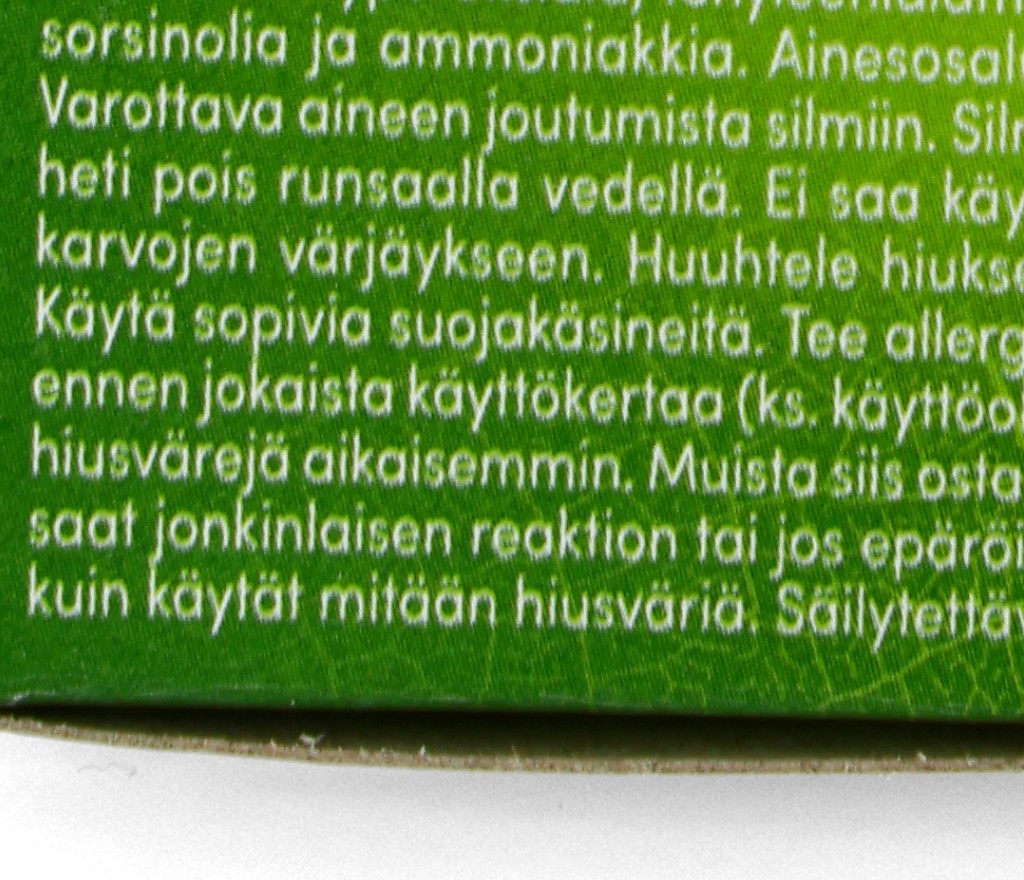 sorsinolia ja ammoniakkia.
Varottava aineen joutumista silmiin.
heti pois runsaalla vedellä. Ei saa
karvojen värjäykseen. Huuhtele
Käytä sopivia suojakäsineitä. Tee
ennen jokaista käyttökertaa (ks.
hiusvärejä aikaisemmin. Muista siis
saat jonkinlaisen reaktion tai jos
kuin käytät mitään hiusväriä.